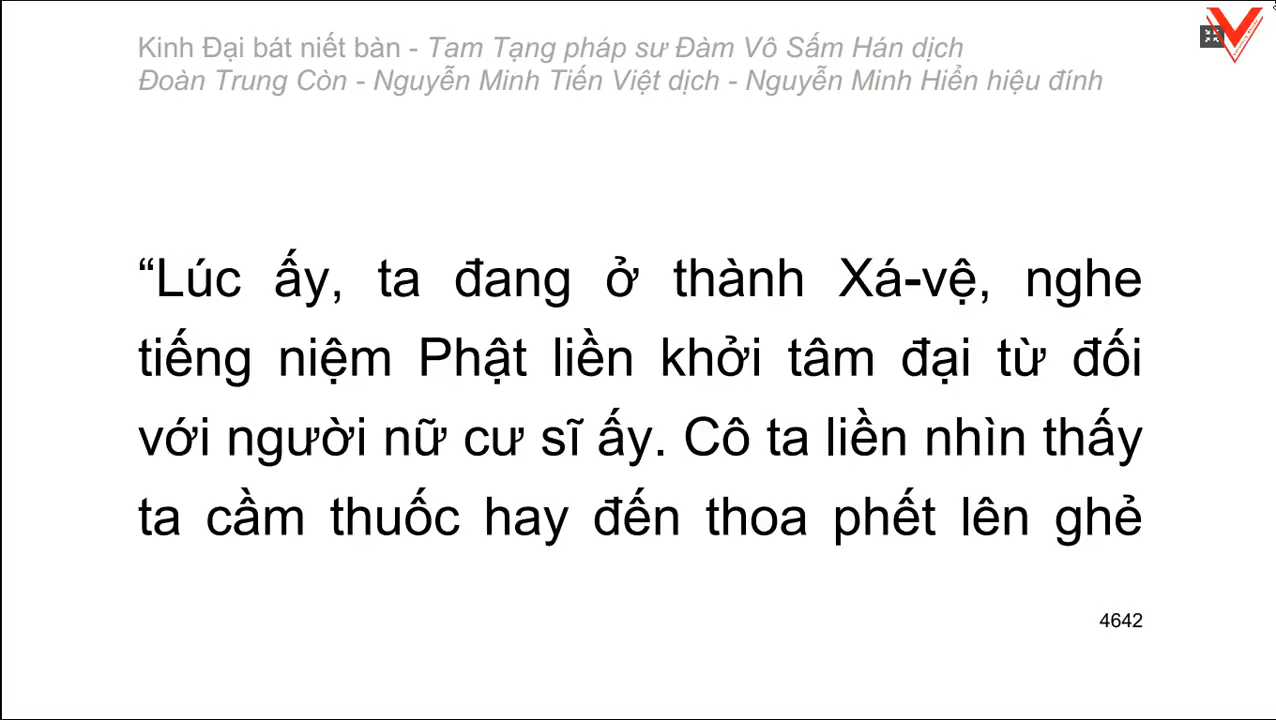 Kinh Đại bát niết bàn - Tam Tạng pháp sư Đàm Vô Sấm Hán dịch
Đoàn Trung Còn - Nguyễn Minh Tiến Việt dịch - Nguyễn Minh Hiển hiệu đính
“Lúc ấy, ta đang ở thành Xá-vệ, nghe
tiếng niệm Phật liền khởi tâm đại từ đối
với người nữ cư sĩ ấy. Cô ta liền nhìn thấy
ta cầm thuốc hay đến thoa phết lên ghẻ
4642